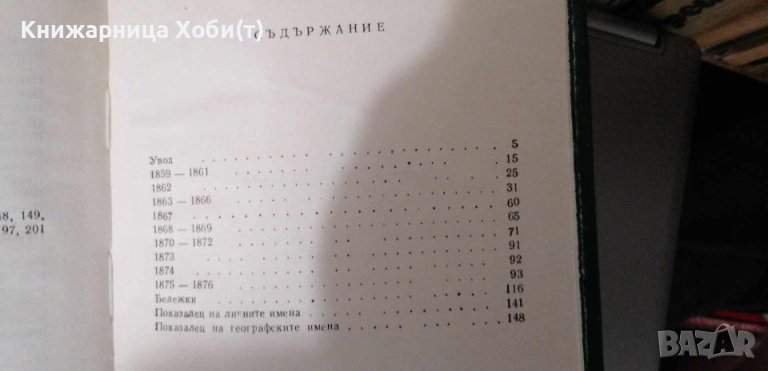 Книжарница Хоби(т)
СЪДЪРЖАНИЕ
Увод 5
1859 — 1861 15
1862 25
1863 — 1866 31
1867 60
1868 — 1869 65
1870 — 1872 71
1873 91
1874 92
1875 — 1876 93
Бележки 116
Показалец на личните имена 141
Показалец на географските имена 148
48, 149,
97, 201
BAZAR